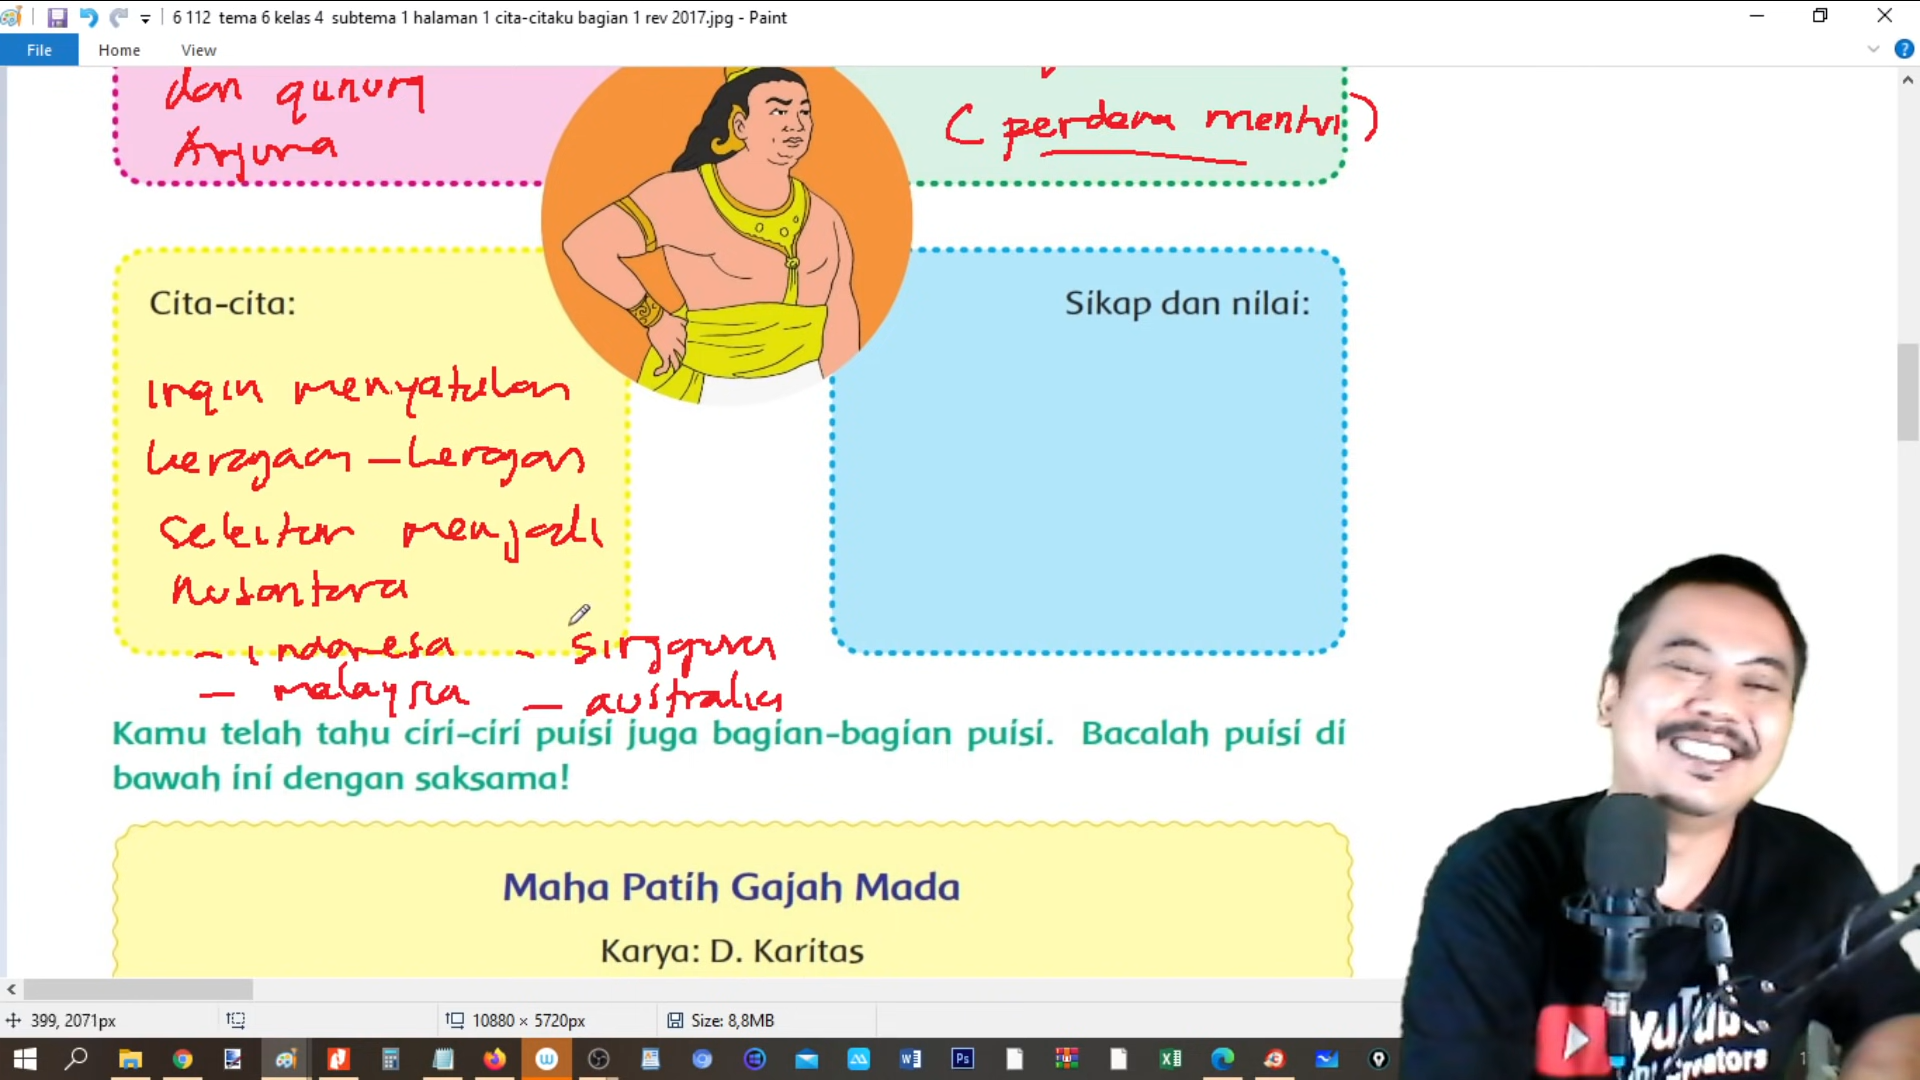 6 112 tema 6 kelas 4 subtema 1 halaman 1 cita-citaku bagian 1 rev 2017.jpg - Paint
File Home View
dan gunung
Arjuna
(perdana mentri)
Cita-cita:
Ingin menyatukan
kerajaan - kerajaan
Sekitar menjadi
Nusantara
- Indonesa - Singapura
- malaysia - australia
Sikap dan nilai:
Kamu telah tahu ciri-ciri puisi juga bagian-bagian puisi. Bacalah puisi di
bawah ini dengan saksama!
Maha Patih Gajah Mada
Karya: D. Karitas
399, 2071px
10880 × 5720px
Size: 8,8MB